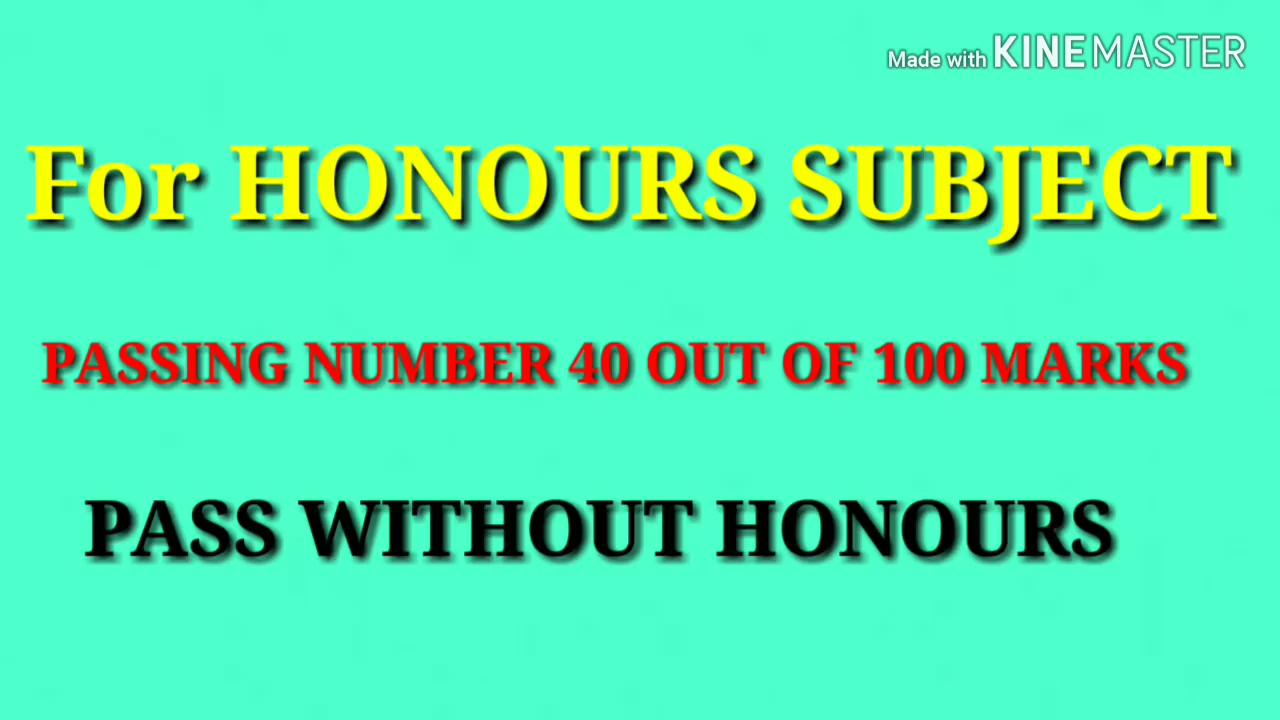 Made with KINEMASTER
For HONOURS SUBJECT
PASSING NUMBER 40 OUT OF 100 MARKS
PASS WITHOUT HONOURS